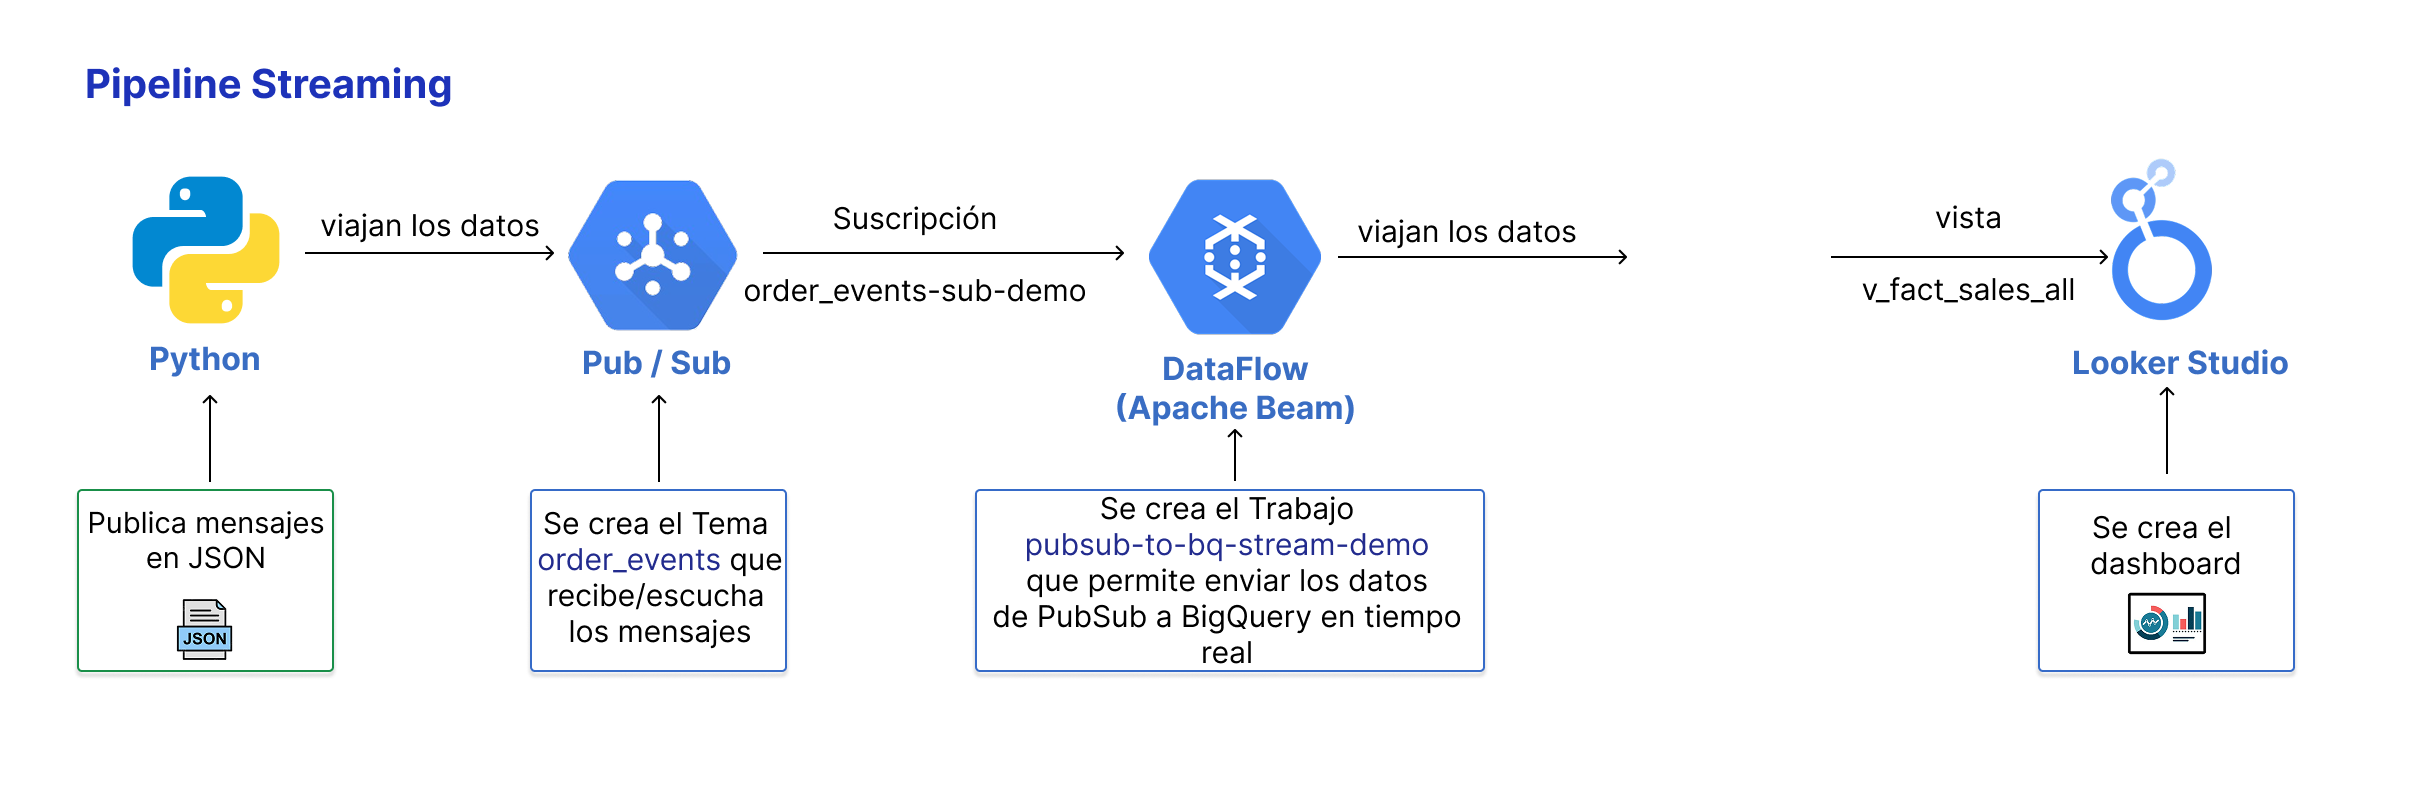 Pipeline Streaming
viajan los datos
Suscripción
order_events-sub-demo
viajan los datos
vista
v_fact_sales_all
Python
Pub / Sub
DataFlow
(Apache Beam)
Looker Studio
Publica mensajes
en JSON
JSON
Se crea el Tema
order_events que
recibe/escucha
los mensajes
Se crea el Trabajo
pubsub-to-bq-stream-demo
que permite enviar los datos
de PubSub a BigQuery en tiempo
real
Se crea el
dashboard